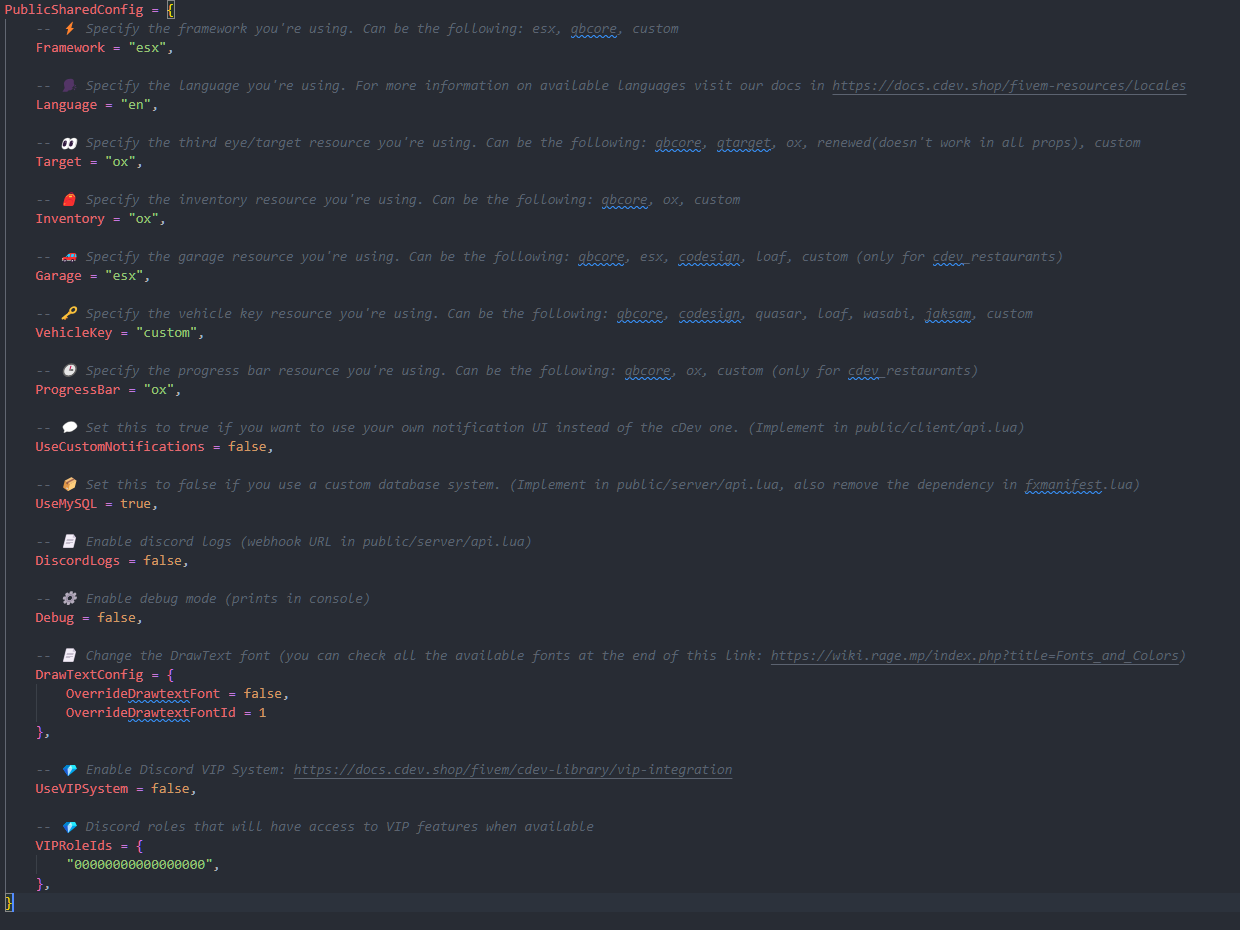 PublicSharedConfig = {
-- ⚡ Specify the framework you're using. Can be the following: esx, qbcore, custom
Framework = "esx",
-- 🗣 Specify the language you're using. For more information on available languages visit our docs in https://docs.cdev.shop/fivem-resources/locales
Language = "en",
-- 👀 Specify the third eye/target resource you're using. Can be the following: qbcore, qtarget, ox, renewed(doesn't work in all props), custom
Target = "ox",
-- 🎒 Specify the inventory resource you're using. Can be the following: qbcore, ox, custom
Inventory = "ox",
-- 🚗 Specify the garage resource you're using. Can be the following: qbcore, esx, codesign, loaf, custom (only for cdev_restaurants)
Garage = "esx",
-- 🔑 Specify the vehicle key resource you're using. Can be the following: qbcore, codesign, quasar, loaf, wasabi, jaksam, custom
VehicleKey = "custom",
-- 🕒 Specify the progress bar resource you're using. Can be the following: qbcore, ox, custom (only for cdev_restaurants)
ProgressBar = "ox",
-- 💬 Set this to true if you want to use your own notification UI instead of the cDev one. (Implement in public/client/api.lua)
UseCustomNotifications = false,
-- 📦 Set this to false if you use a custom database system. (Implement in public/server/api.lua, also remove the dependency in fxmanifest.lua)
UseMySQL = true,
-- 📄 Enable discord logs (webhook URL in public/server/api.lua)
DiscordLogs = false,
-- ⚙ Enable debug mode (prints in console)
Debug = false,
-- 📄 Change the DrawText font (you can check all the available fonts at the end of this link: https://wiki.rage.mp/index.php?title=Fonts_and_Colors)
DrawTextConfig = {
OverrideDrawtextFont = false,
OverrideDrawtextFontId = 1
},
-- 💎 Enable Discord VIP System: https://docs.cdev.shop/fivem/cdev-library/vip-integration
UseVIPSystem = false,
-- 💎 Discord roles that will have access to VIP features when available
VIPRoleIds = {
"00000000000000000",
},
}